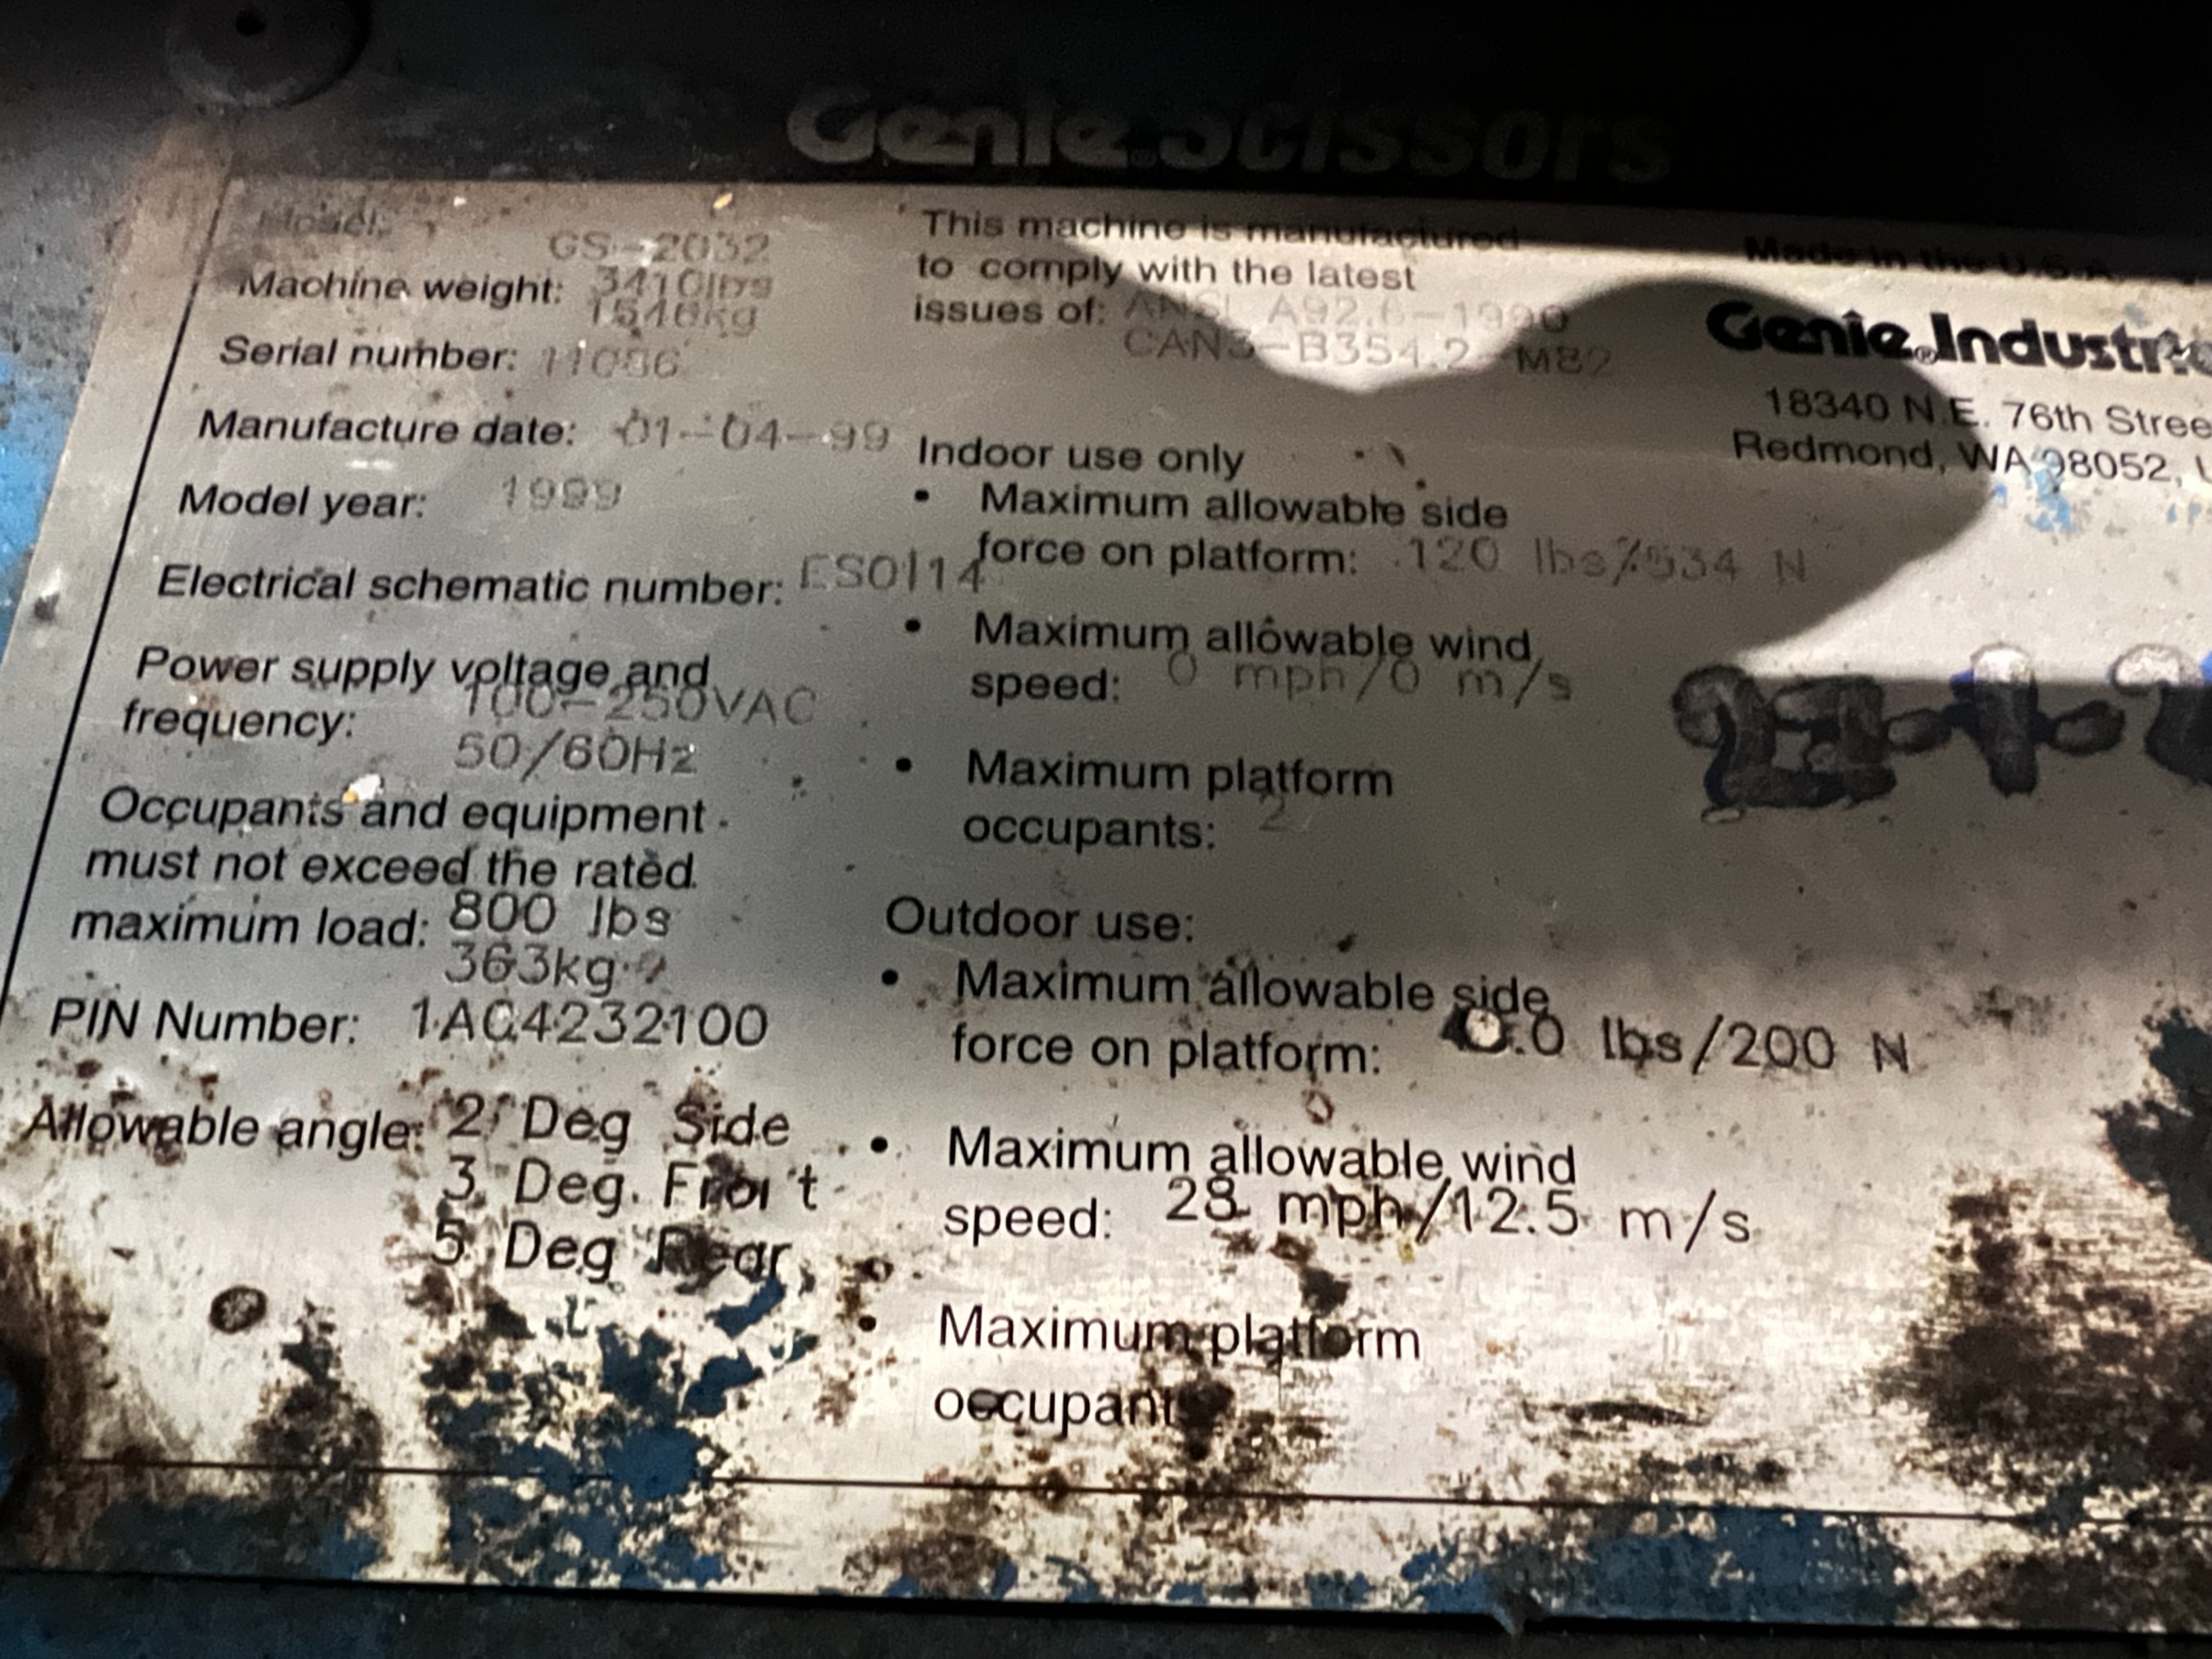 Genie Scissors
Model: GS-2032
Machine weight: 3410lbs
1546kg
Serial number: 11086
Manufacture date: 01-04-99
Model year: 1999
Electrical schematic number: ES0114
Power supply voltage and
frequency: 100-250VAC
50/60Hz
Occupants and equipment
must not exceed the rated
maximum load: 800 lbs
363kg
PIN Number: 1AC4232100
Allowable angle: 2 Deg Side
3 Deg Front
5 Deg Rear
This machine is manufactured
to comply with the latest
issues of: ANSI A92.6-1990
CAN3-B354.2-M82
Indoor use only
• Maximum allowable side
force on platform: 120 lbs/534 N
• Maximum allowable wind
speed: 0 mph/0 m/s
• Maximum platform
occupants: 2
Outdoor use:
• Maximum allowable side
force on platform: lbs/200 N
• Maximum allowable wind
speed: 28 mph/12.5 m/s
• Maximum platform
Made in the U.S.A.
Genie
18340 N.E. 76th
Redmond, WA 98052,